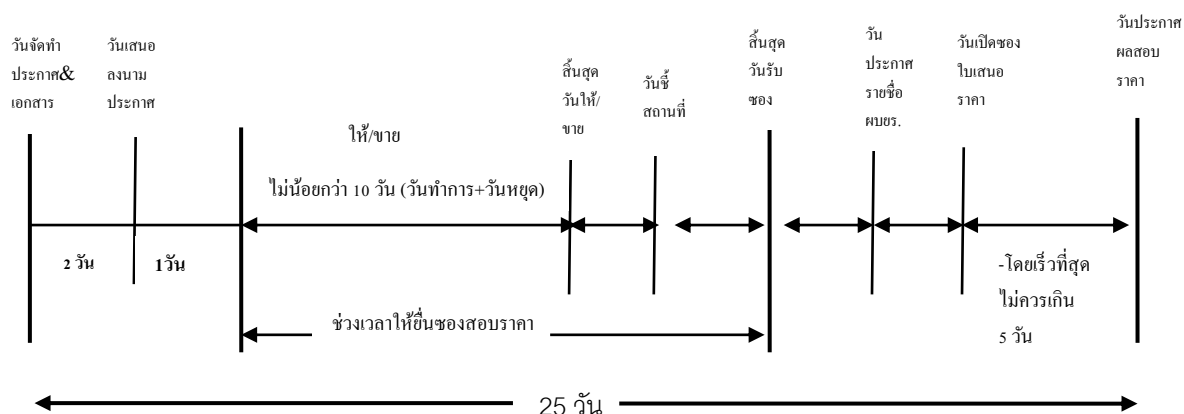 วันจัดทำ
ประกาศ&
เอกสาร
วันเสนอ
ลงนาม
ประกาศ
สิ้นสุด
วันให้/
ขาย
วันชี้
สถานที่
สิ้นสุด
วันรับ
ซอง
วัน
ประกาศ
รายชื่อ
ผบยร.
วันเปิดซอง
ใบเสนอ
ราคา
วันประกาศ
ผลสอบ
ราคา
ให้/ขาย
ไม่น้อยกว่า 10 วัน (วันทำการ+วันหยุด)
2 วัน
1วัน
-โดยเร็วที่สุด
ไม่ควรเกิน
5 วัน
ช่วงเวลาให้ยื่นซองสอบราคา
25 วัน